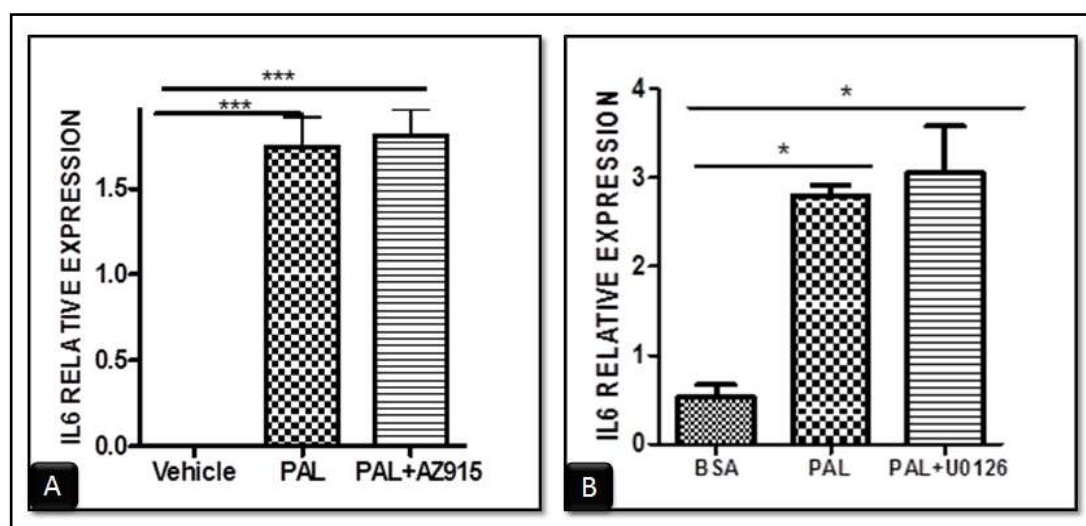 IL6 RELATIVE EXPRESSION
***
***
1.5
1.0
0.5
0.0
Vehicle PAL PAL+AZ915
A
IL6 RELATIVE EXPRESSION
4
3
2
1
0
*
*
BSA PAL PAL+U0126
B